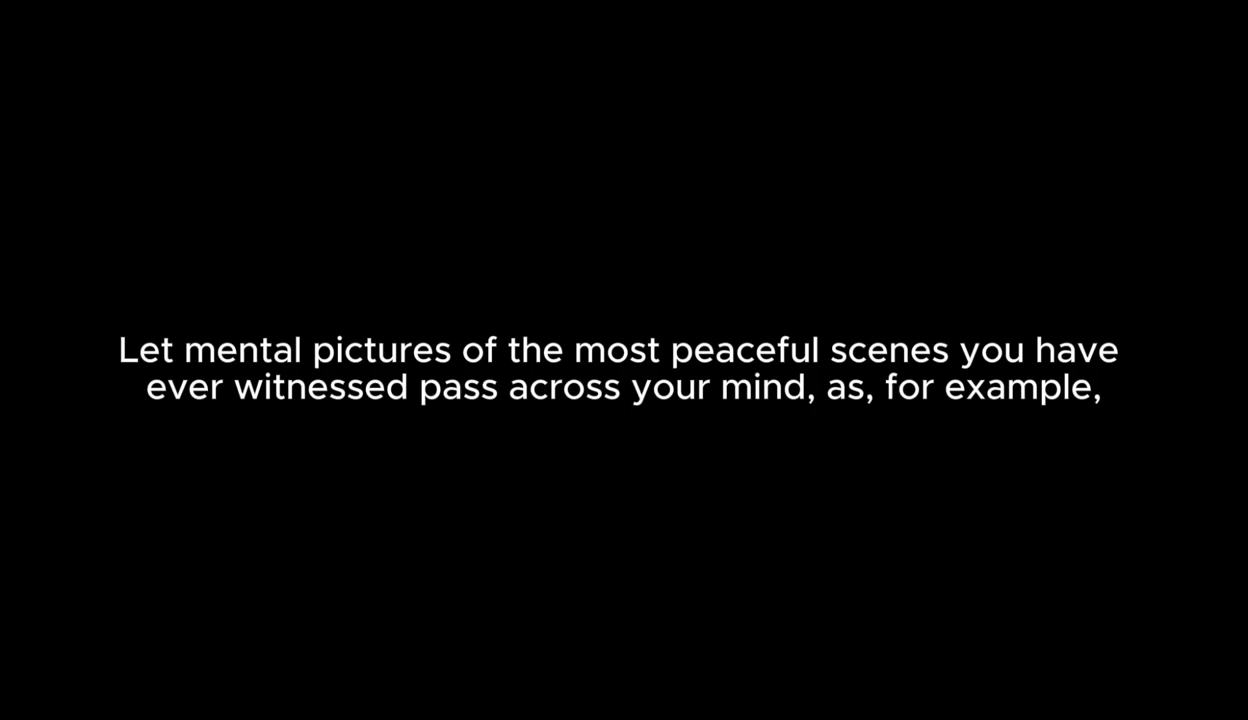 Let mental pictures of the most peaceful scenes you have
ever witnessed pass across your mind, as, for example,